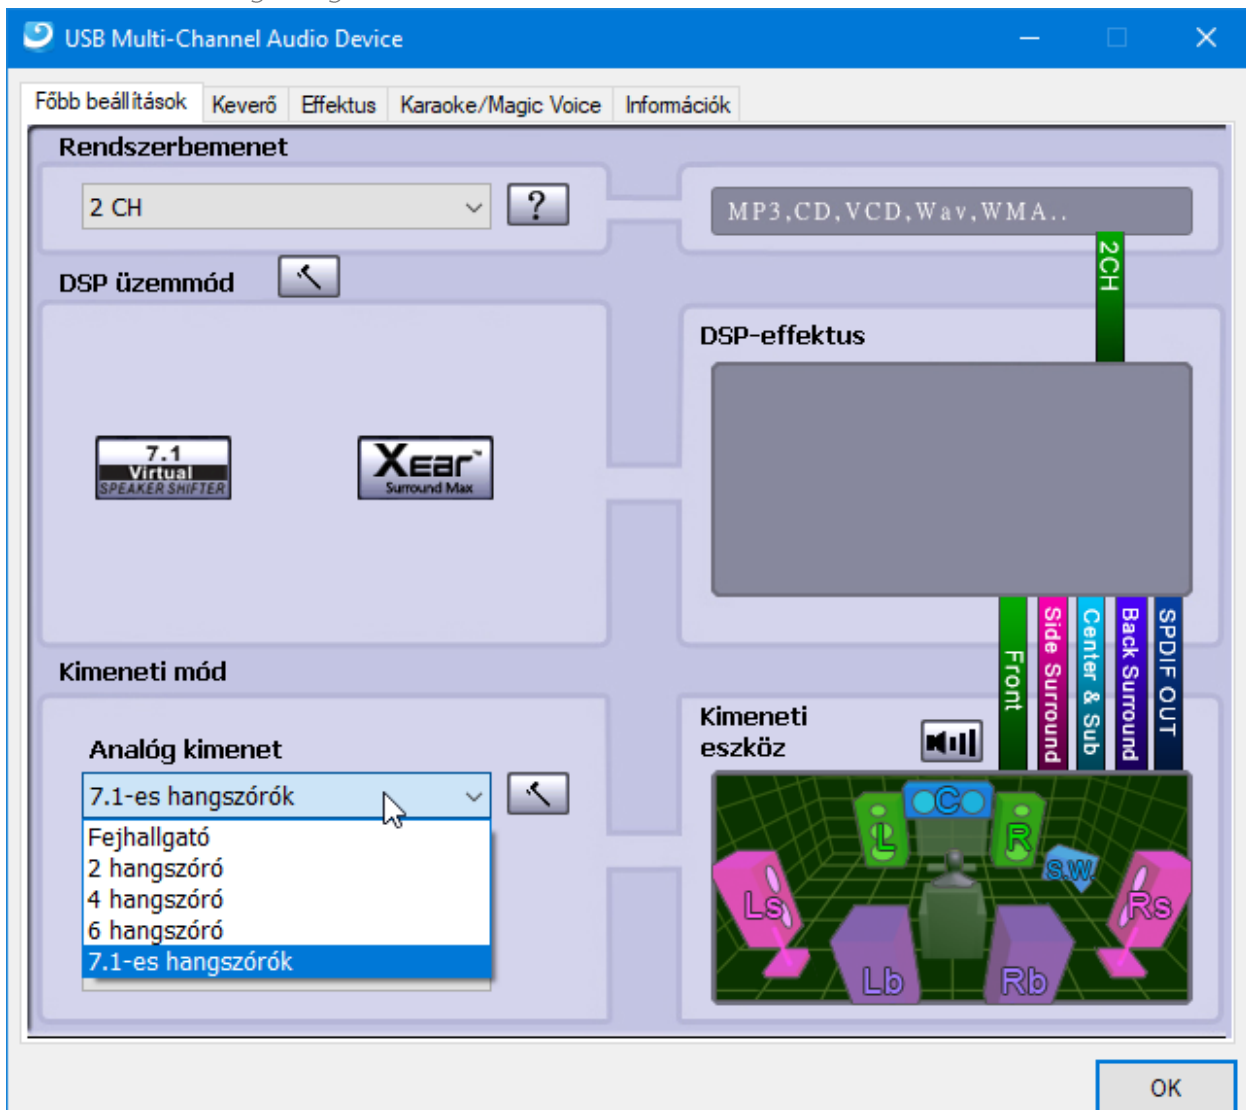 USB Multi-Channel Audio Device
Főbb beállítások Keverő Effektus Karaoke/Magic Voice Információk
Rendszerbemenet
2 CH
?
MP3,CD,VCD,Wav,WMA..
2CH
DSP üzemmód
DSP-effektus
7.1
Virtual
SPEAKER SHIFTER
Xear™
Surround Max
Front
Side Surround
Center & Sub
Back Surround
SPDIF OUT
Kimeneti mód
Analóg kimenet
7.1-es hangszórók
Fejhallgató
2 hangszóró
4 hangszóró
6 hangszóró
7.1-es hangszórók
Kimeneti
eszköz
L C R
S.W.
Ls Rs
Lb Rb
OK